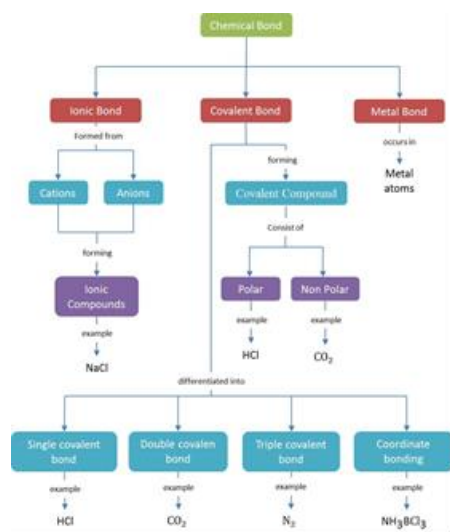 Chemical Bond
Ionic Bond
Covalent Bond
Metal Bond
Formed from
forming
occurs in
Cations
Anions
Covalent Compound
Metal
atoms
forming
Consist of
Ionic
Compounds
Polar
Non Polar
example
example
example
NaCl
HCl
CO₂
differentiated into
Single covalent
bond
Double covalen
bond
Triple covalent
bond
Coordinate
bonding
example
example
example
example
HCl
CO₂
N₂
NH₃BCl₃